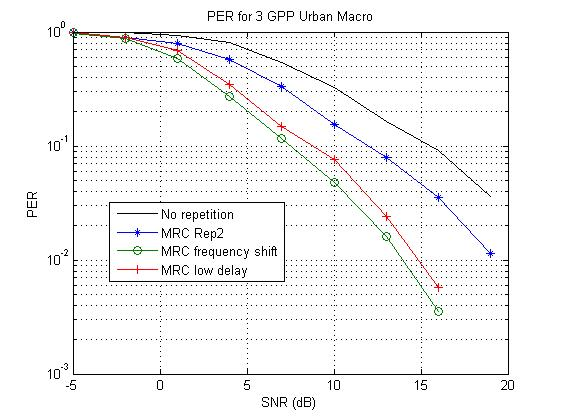 PER for 3 GPP Urban Macro
10^0
10^-1
10^-2
10^-3
PER
No repetition
MRC Rep2
MRC frequency shift
MRC low delay
-5 0 5 10 15 20
SNR (dB)